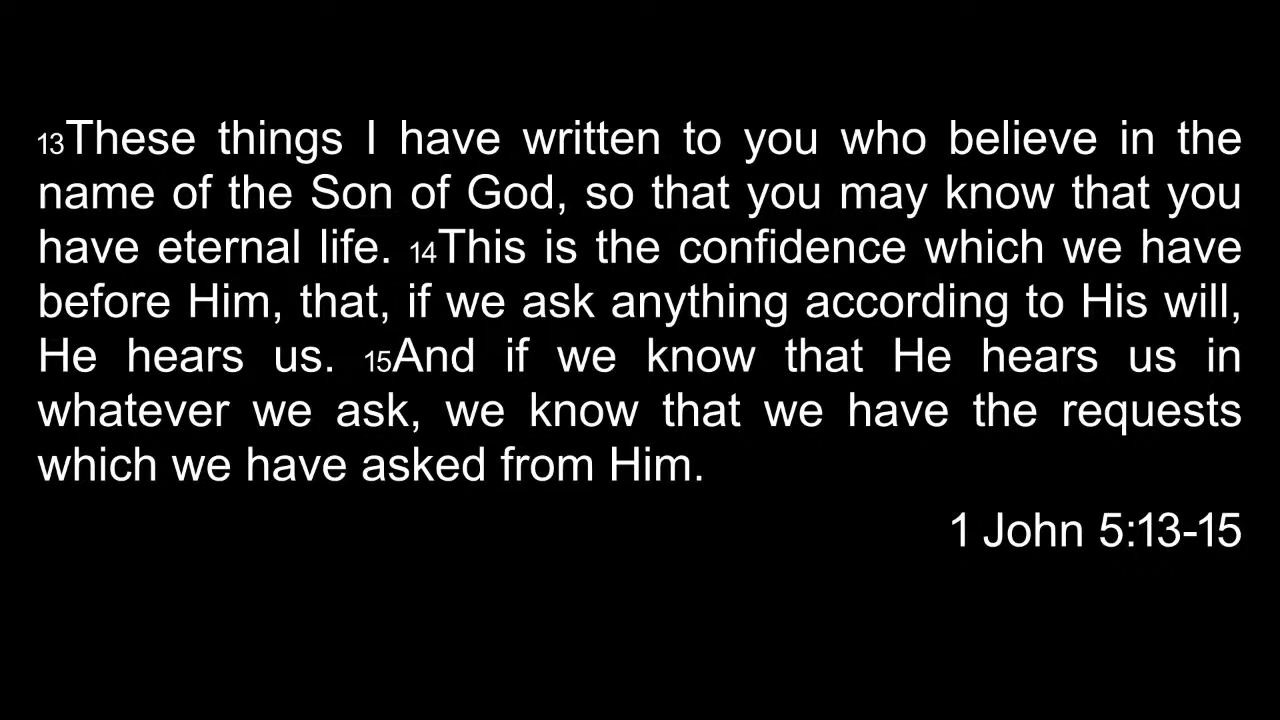 13These things I have written to you who believe in the
name of the Son of God, so that you may know that you
have eternal life. 14This is the confidence which we have
before Him, that, if we ask anything according to His will,
He hears us. 15And if we know that He hears us in
whatever we ask, we know that we have the requests
which we have asked from Him.
1 John 5:13-15